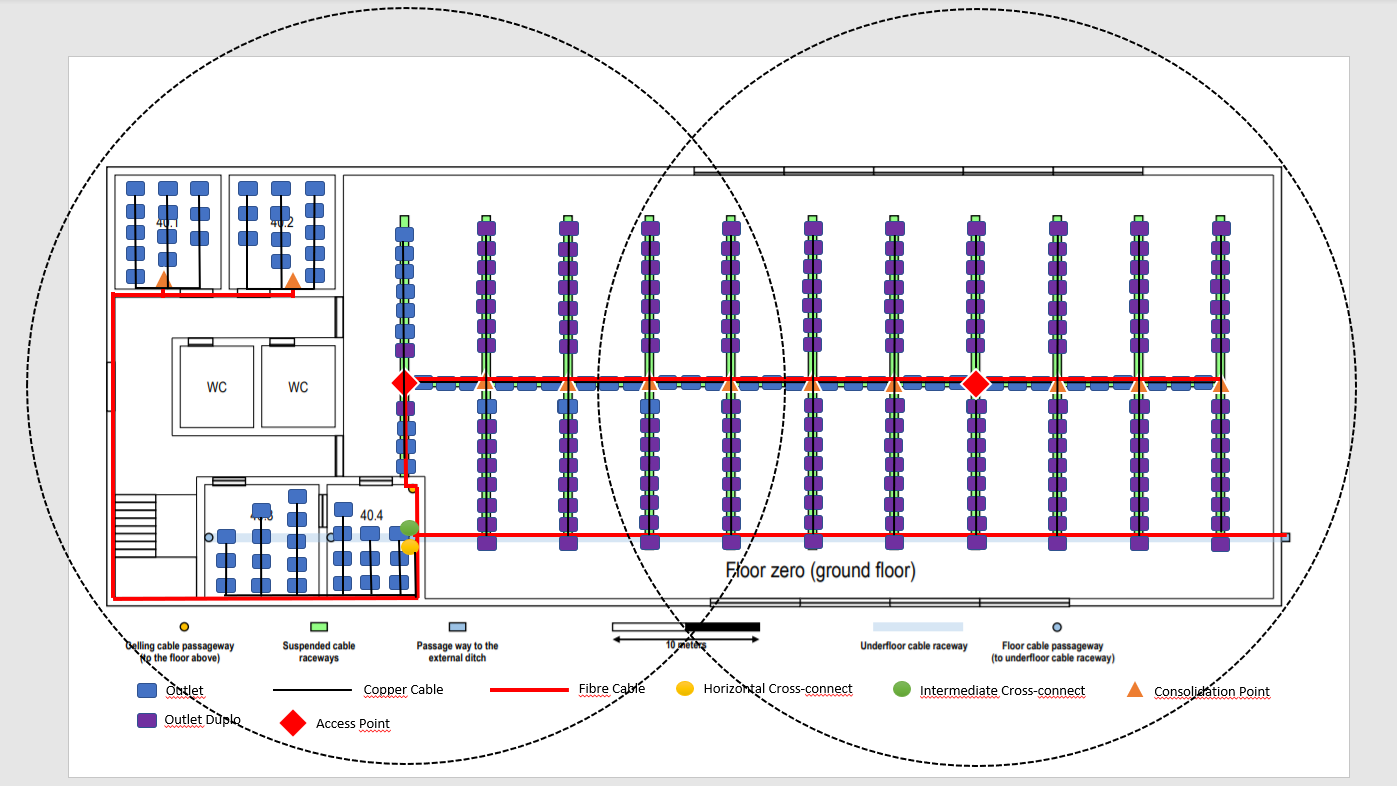 40.1
40.2
WC
WC
40.4
Floor zero (ground floor)
Ceiling cable passageway
(to the floor above)
Suspended cable
raceways
Passage way to the
external ditch
10 meters
Underfloor cable raceway
Floor cable passageway
(to underfloor cable raceway)
Outlet
Copper Cable
Fibre Cable
Horizontal Cross-connect
Intermediate Cross-connect
Consolidation Point
Outlet Duplo
Access Point